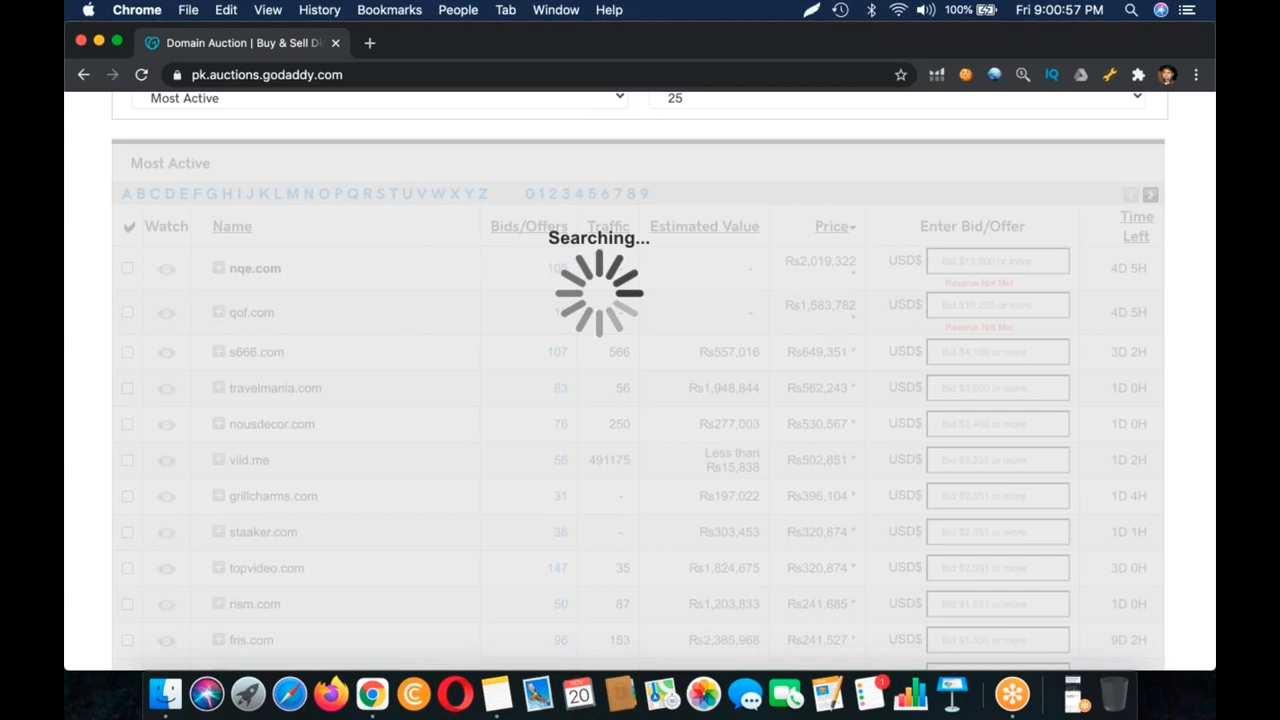 Chrome File Edit View History Bookmarks People Tab Window Help 100% Fri 9:00:57 PM
Domain Auction | Buy & Sell Di
pk.auctions.godaddy.com
Most Active 25
Most Active
A B C D E F G H I J K L M N O P Q R S T U V W X Y Z 0 1 2 3 4 5 6 7 8 9
Watch Name Bids/Offers Traffic Estimated Value Price Enter Bid/Offer Time Left
Searching...
nqe.com - Rs2,019,322 * USD$ 4D 5H
Reserve Not Met
qof.com - - Rs1,583,782 * USD$ 4D 5H
Reserve Not Met
s666.com 107 566 Rs557,016 Rs649,351 * USD$ 3D 2H
travelmania.com 83 56 Rs1,948,844 Rs562,243 * USD$ 1D 0H
nousdecor.com 76 250 Rs277,003 Rs530,567 * USD$ 1D 0H
viid.me 56 491175 Less than Rs15,838 Rs502,851 * USD$ 1D 2H
grillcharms.com 31 - Rs197,022 Rs396,104 * USD$ 1D 4H
staaker.com 36 - Rs303,453 Rs320,874 * USD$ 1D 1H
topvideo.com 147 35 Rs1,824,675 Rs320,874 * USD$ 3D 0H
rism.com 50 87 Rs1,203,833 Rs241,685 * USD$ 1D 0H
fris.com 98 153 Rs2,385,968 Rs241,527 * USD$ 9D 2H
NOV
20
1